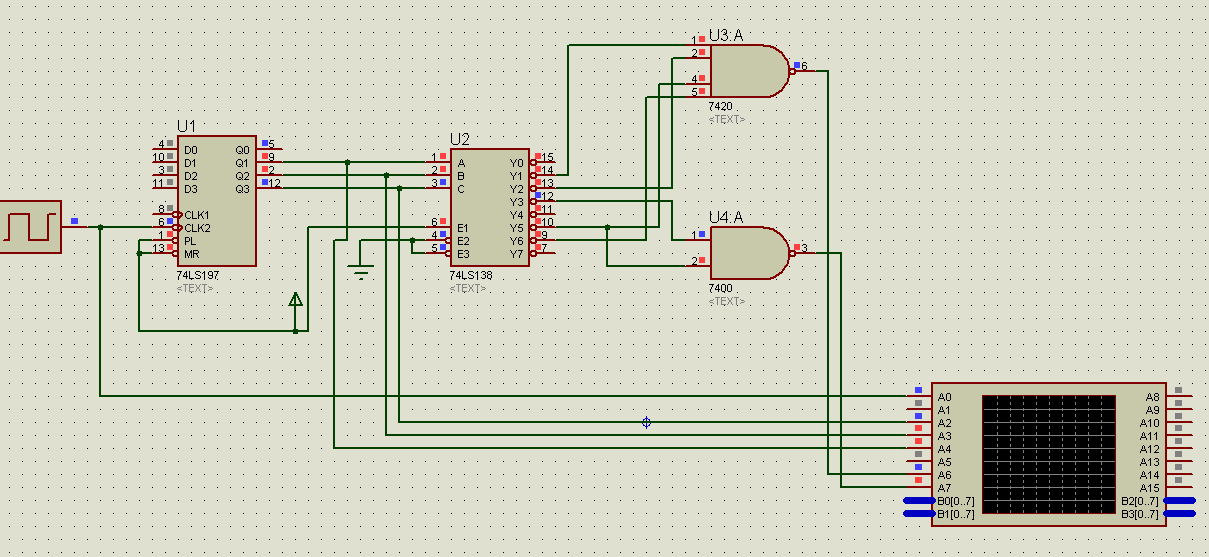 U3:A
1
2
4
5
6
7420
<TEXT>
U1
4 D0 Q0 5
10 D1 Q1 9
3 D2 Q2 2
11 D3 Q3 12
8 CLK1
6 CLK2
1 PL
13 MR
74LS197
<TEXT>
U2
1 A Y0 15
2 B Y1 14
3 C Y2 13
Y3 12
Y4 11
6 E1 Y5 10
4 E2 Y6 9
5 E3 Y7 7
74LS138
<TEXT>
U4:A
1
2
3
7400
<TEXT>
A0 A8
A1 A9
A2 A10
A3 A11
A4 A12
A5 A13
A6 A14
A7 A15
B0[0..7] B2[0..7]
B1[0..7] B3[0..7]